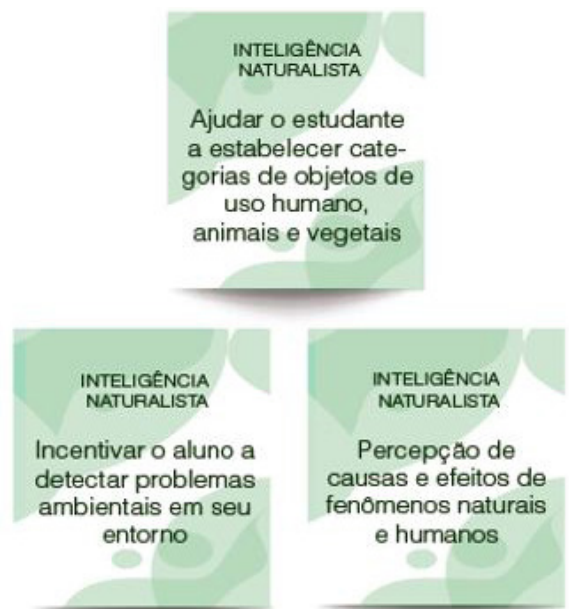 INTELIGÊNCIA
NATURALISTA
Ajudar o estudante
a estabelecer cate-
gorias de objetos de
uso humano,
animais e vegetais
INTELIGÊNCIA
NATURALISTA
Incentivar o aluno a
detectar problemas
ambientais em seu
entorno
INTELIGÊNCIA
NATURALISTA
Percepção de
causas e efeitos de
fenômenos naturais
e humanos